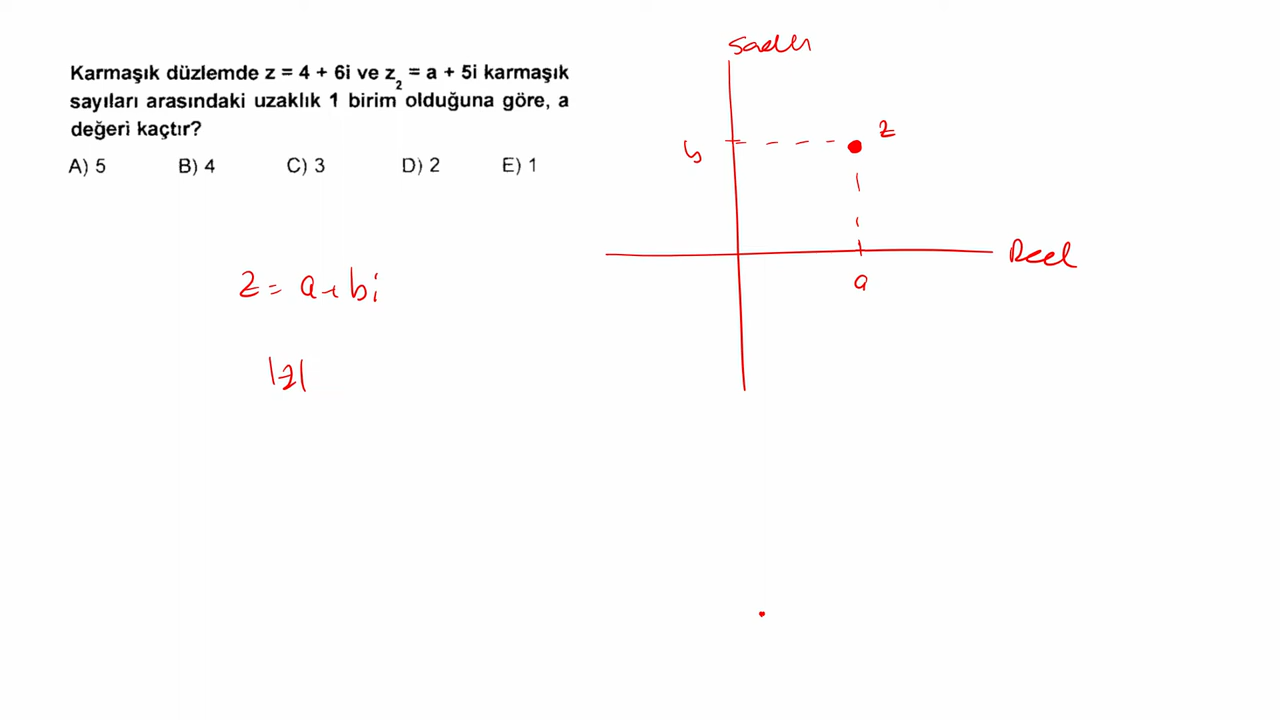 Karmaşık düzlemde z = 4 + 6i ve z₂ = a + 5i karmaşık
sayıları arasındaki uzaklık 1 birim olduğuna göre, a
değeri kaçtır?
A) 5 B) 4 C) 3 D) 2 E) 1
z = a + bi
|z|
z
b
Reel
a